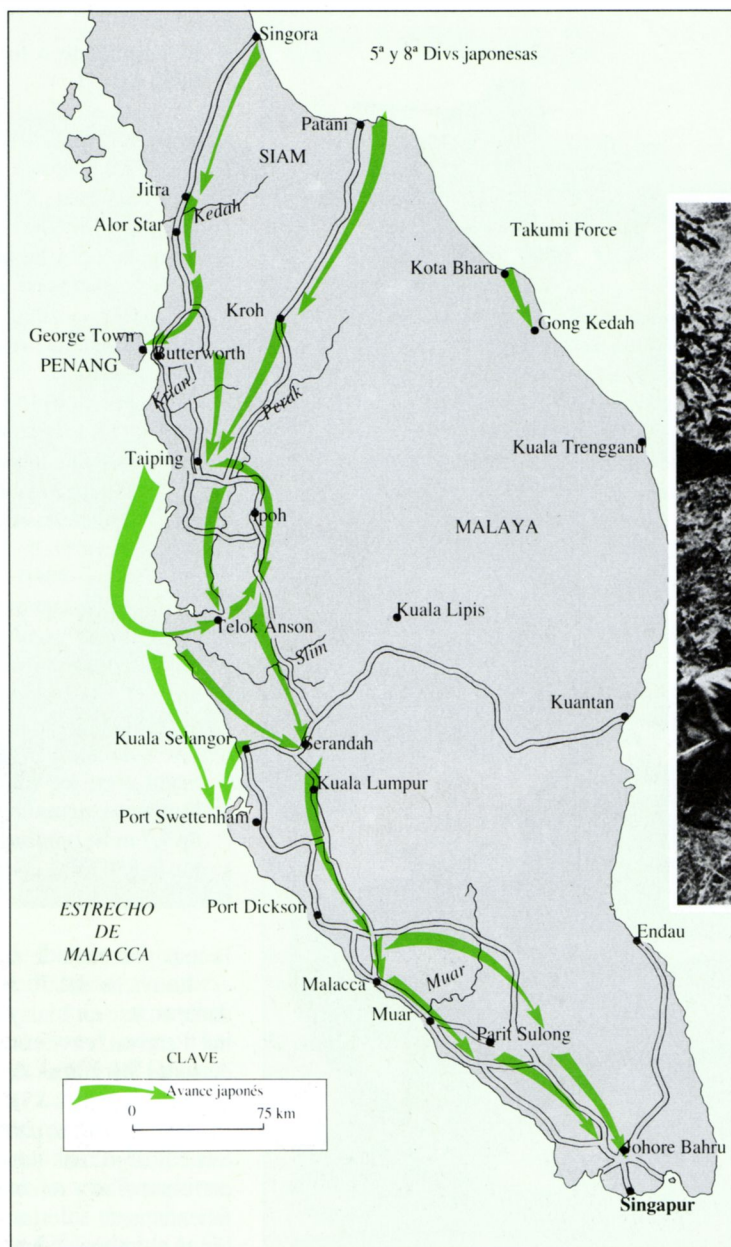 Singora
5ª y 8ª Divs japonesas
Patani
SIAM
Jitra
Kedah
Alor Star
Takumi Force
Kota Bharu
Kroh
Gong Kedah
George Town
PENANG
Butterworth
Krian
Perak
Taiping
Kuala Trengganu
Ipoh
MALAYA
Kuala Lipis
Telok Anson
Slim
Kuantan
Kuala Selangor
Serandah
Kuala Lumpur
Port Swettenham
ESTRECHO
DE
MALACCA
Port Dickson
Endau
Malacca
Muar
Muar
Parit Sulong
CLAVE
Avance japonés
0 75 km
Johore Bahru
Singapur